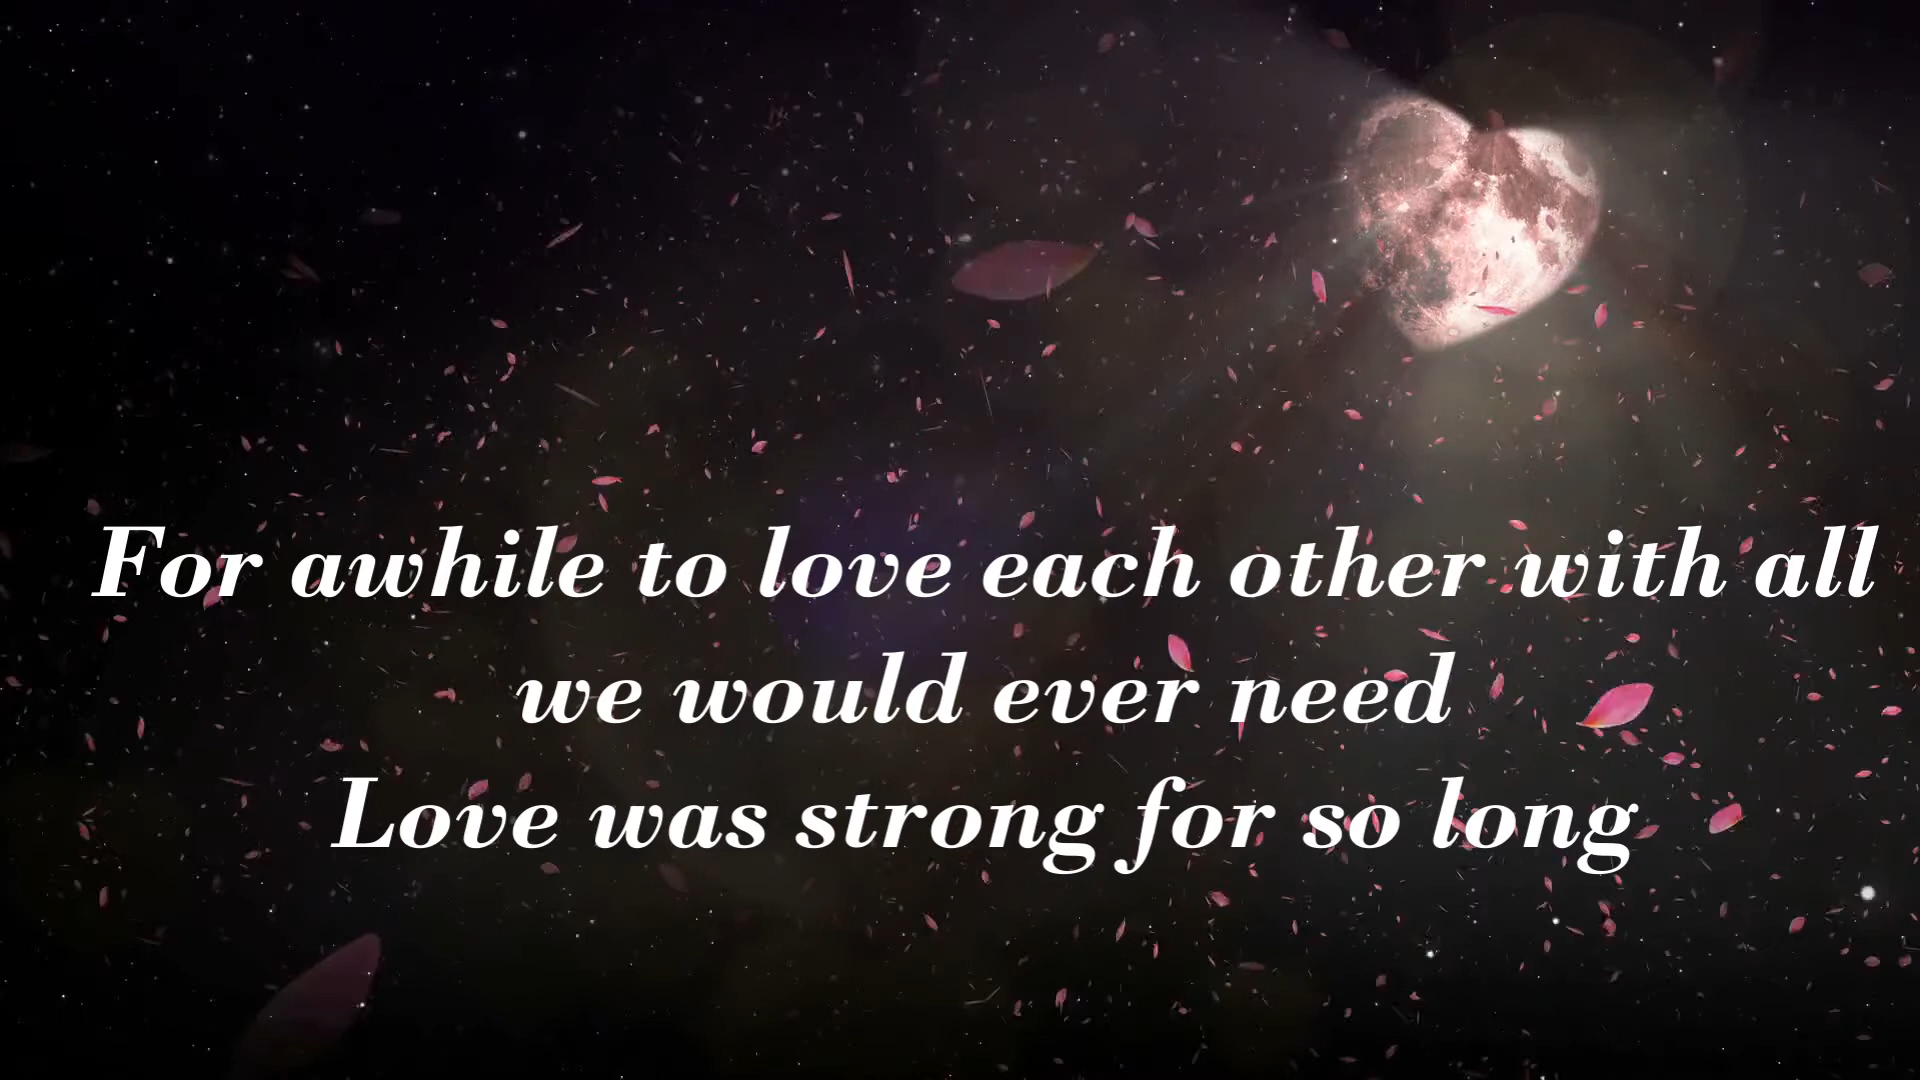 For awhile to love each other with all
we would ever need
Love was strong for so long